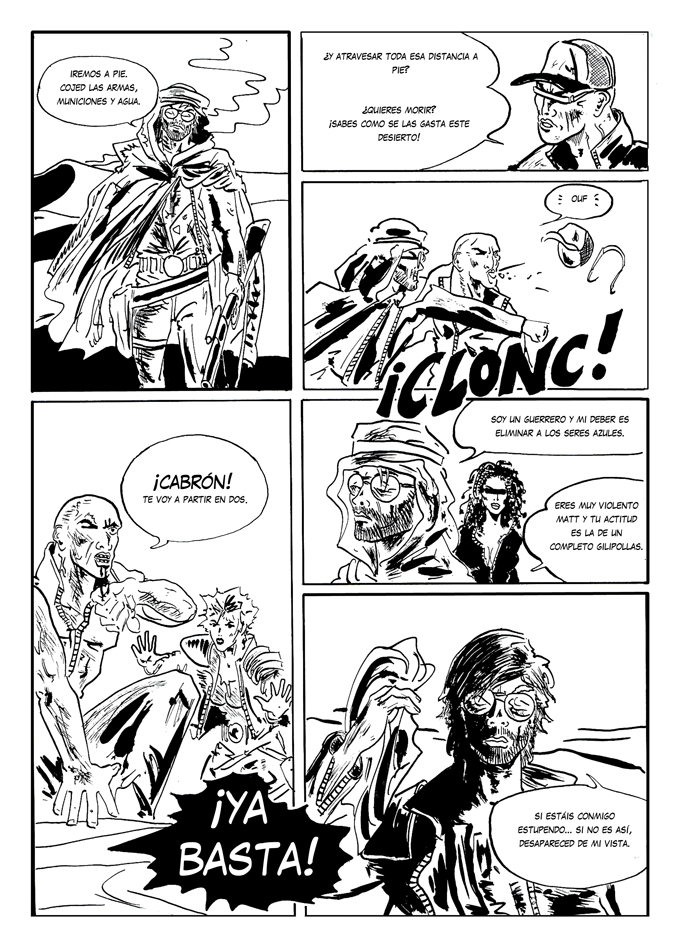 IREMOS A PIE.
COJED LAS ARMAS,
MUNICIONES Y AGUA.
¿Y ATRAVESAR TODA ESA DISTANCIA A
PIE?
¿QUIERES MORIR?
¡SABES COMO SE LAS GASTA ESTE
DESIERTO!
OUF
¡CLONC!
SOY UN GUERRERO Y MI DEBER ES
ELIMINAR A LOS SERES AZULES.
ERES MUY VIOLENTO
MATT Y TU ACTITUD
ES LA DE UN
COMPLETO GILIPOLLAS.
¡CABRÓN!
TE VOY A PARTIR EN DOS.
¡YA
BASTA!
SI ESTÁIS CONMIGO
ESTUPENDO... SI NO ES ASÍ,
DESAPARECED DE MI VISTA.